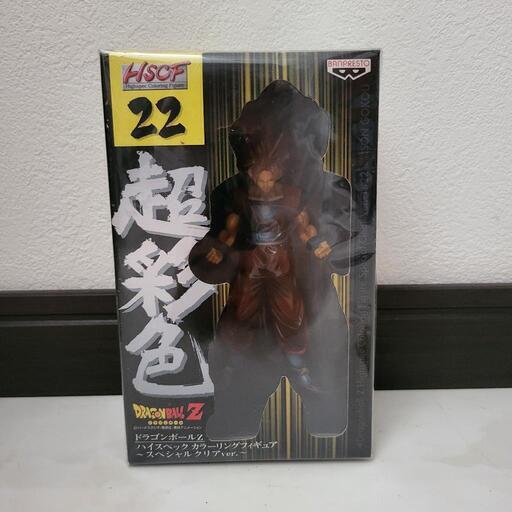 HSCF
Highspec Coloring Figure
22
BANPRESTO
超彩色
DRAGON BALL Z
ドラゴンボールZ
ハイスペックカラーリングフィギュア
～スペシャルクリアver.～